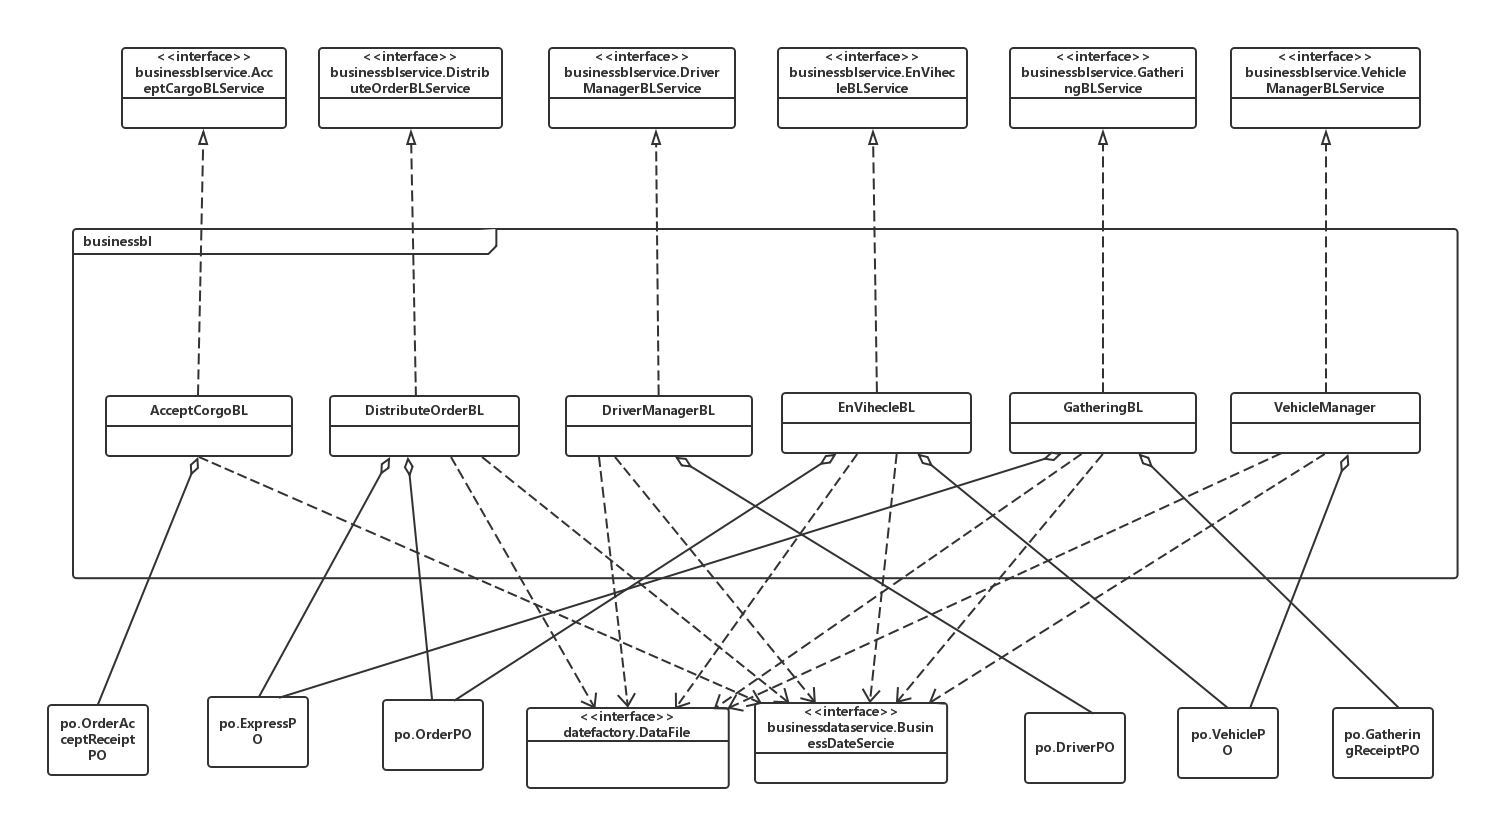 <<interface>>
businessblservice.Acc
eptCargoBLService
<<interface>>
businessblservice.Distrib
uteOrderBLService
<<interface>>
businessblservice.Driver
ManagerBLService
<<interface>>
businessblservice.EnVihec
leBLService
<<interface>>
businessblservice.Gatheri
ngBLService
<<interface>>
businessblservice.Vehicle
ManagerBLService
businessbl
AcceptCorgoBL
DistributeOrderBL
DriverManagerBL
EnVihecleBL
GatheringBL
VehicleManager
po.OrderAc
ceptReceipt
PO
po.ExpressP
O
po.OrderPO
<<interface>>
datefactory.DataFile
<<interface>>
businessdataservice.Busin
essDateSercie
po.DriverPO
po.VehicleP
O
po.Gatherin
gReceiptPO